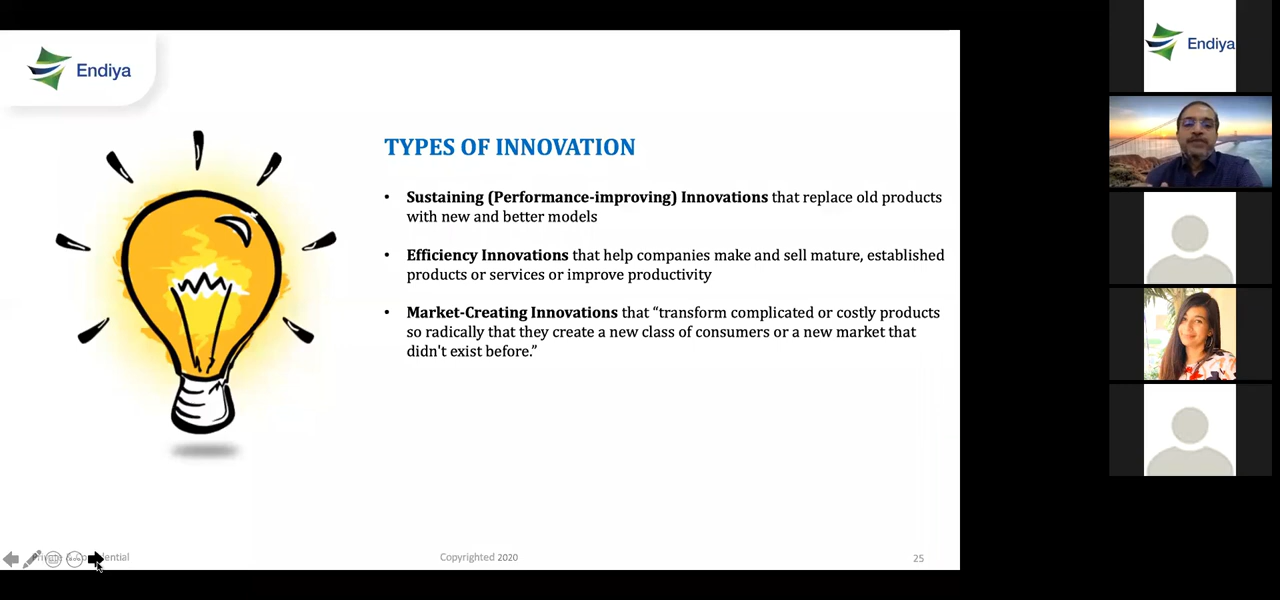 Endiya
TYPES OF INNOVATION
• Sustaining (Performance-improving) Innovations that replace old products
with new and better models
• Efficiency Innovations that help companies make and sell mature, established
products or services or improve productivity
• Market-Creating Innovations that “transform complicated or costly products
so radically that they create a new class of consumers or a new market that
didn't exist before.”
Copyrighted 2020
25
Endiya